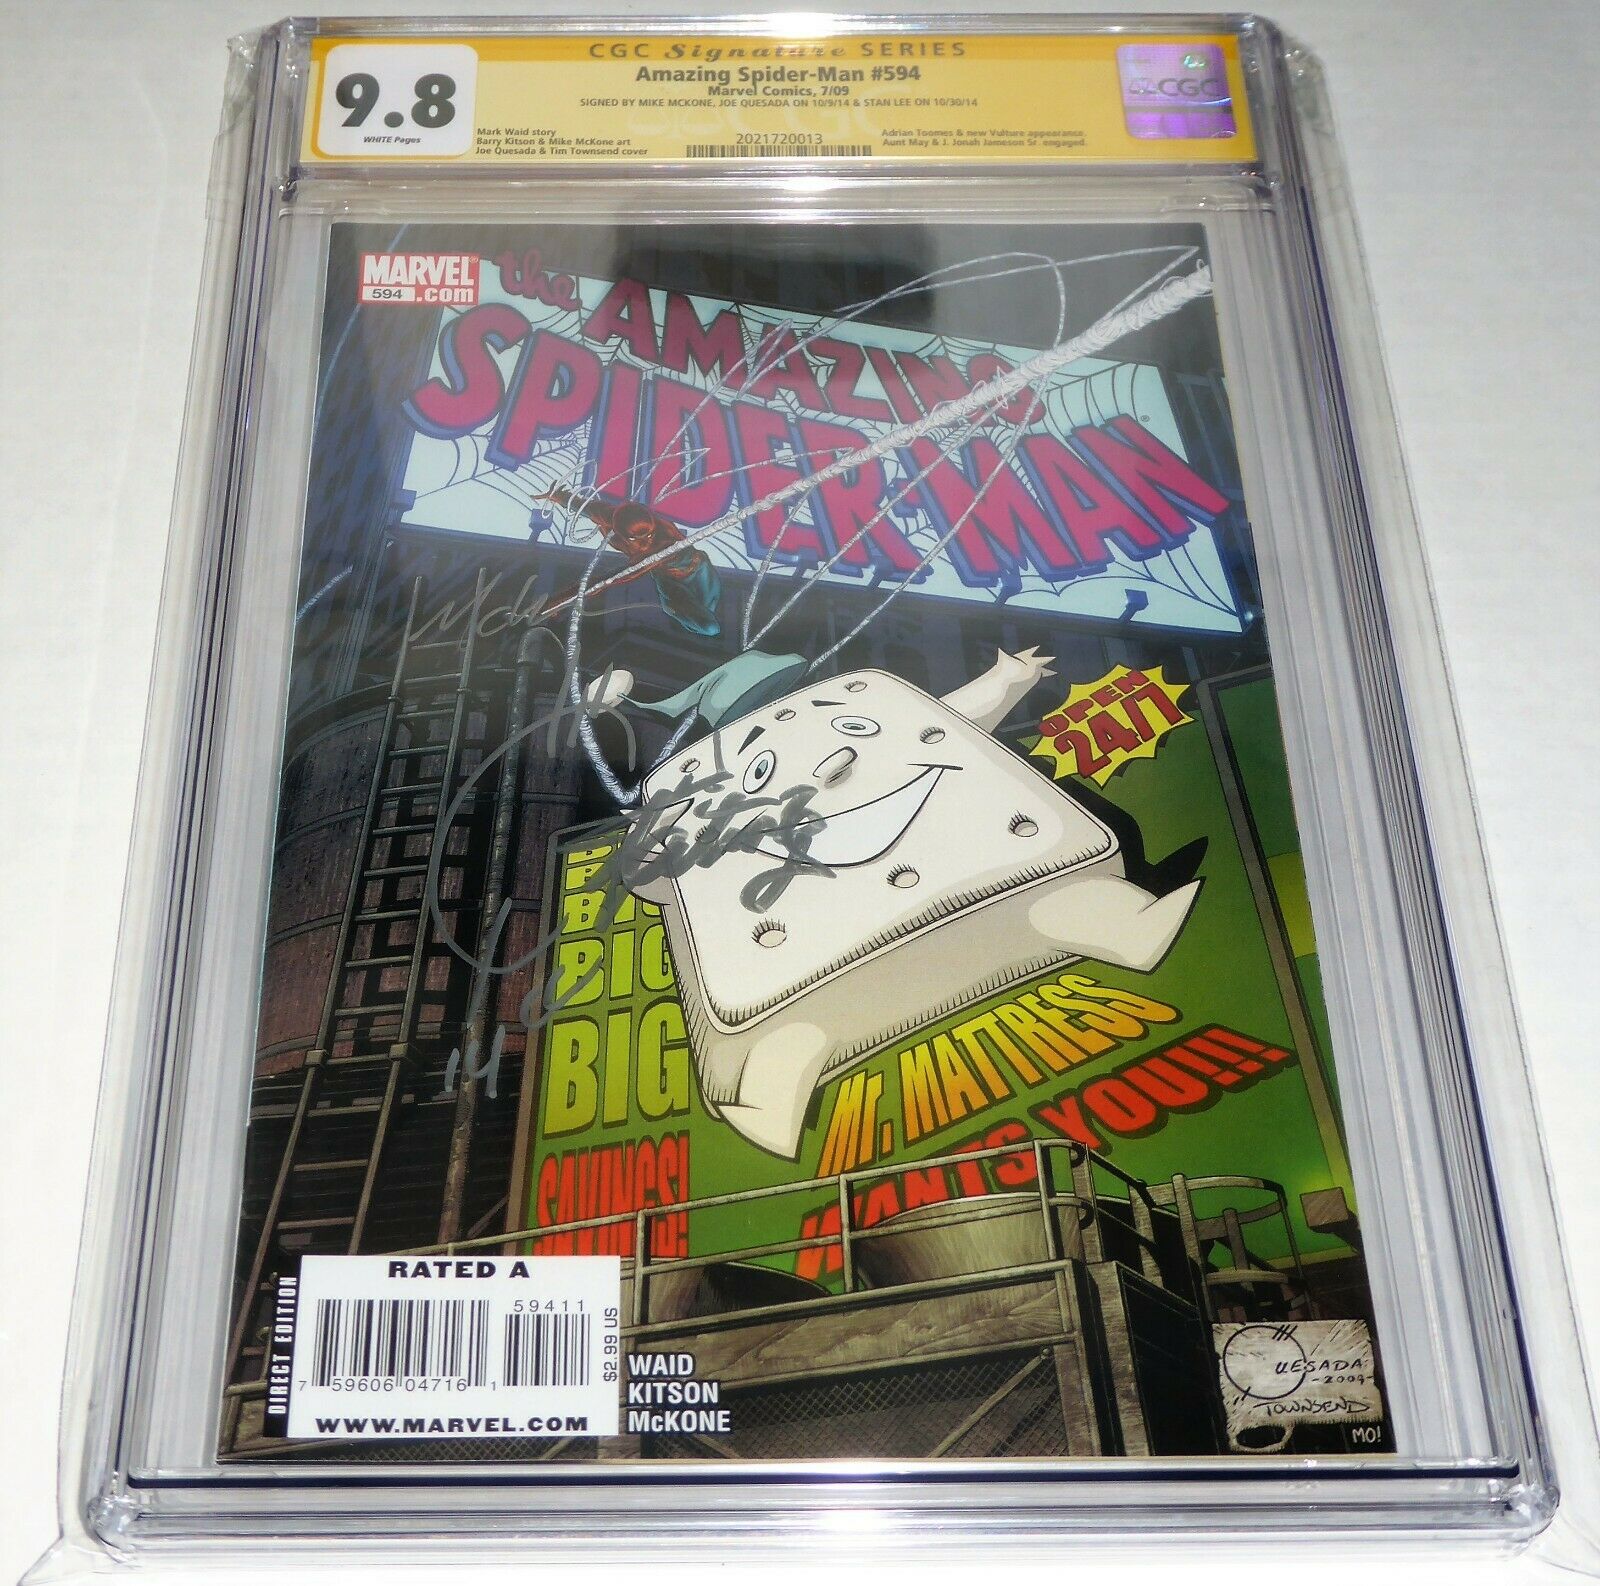 CGC Signature SERIES
9.8
WHITE Pages
Amazing Spider-Man #594
Marvel Comics, 7/09
SIGNED BY MIKE MCKONE, JOE QUESADA ON 10/9/14 & STAN LEE ON 10/30/14
Mark Waid story
Barry Kitson & Mike McKone art
Joe Quesada & Tim Townsend cover
2021720013
Adrian Toomes & new Vulture appearance.
Aunt May & J. Jonah Jameson Sr. engaged.
CGC
MARVEL
594 .com
the AMAZING
SPIDER-MAN
OPEN
24/7
BIG
BIG
BIG
SAVINGS!
Mr. MATTRESS
WANTS YOU!!!
14
RATED A
59411
7 59606 04716 1
$2.99 US
DIRECT EDITION
WWW.MARVEL.COM
WAID
KITSON
McKONE
QUESADA
-2009-
TOWNSEND
MO!